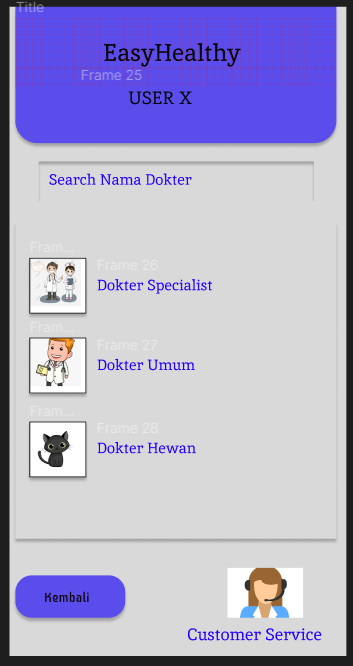 Title
EasyHealthy
Frame 25
USER X
Search Nama Dokter
Fram...
Frame 26
Dokter Specialist
Fram...
Frame 27
Dokter Umum
Fram...
Frame 28
Dokter Hewan
Kembali
Customer Service